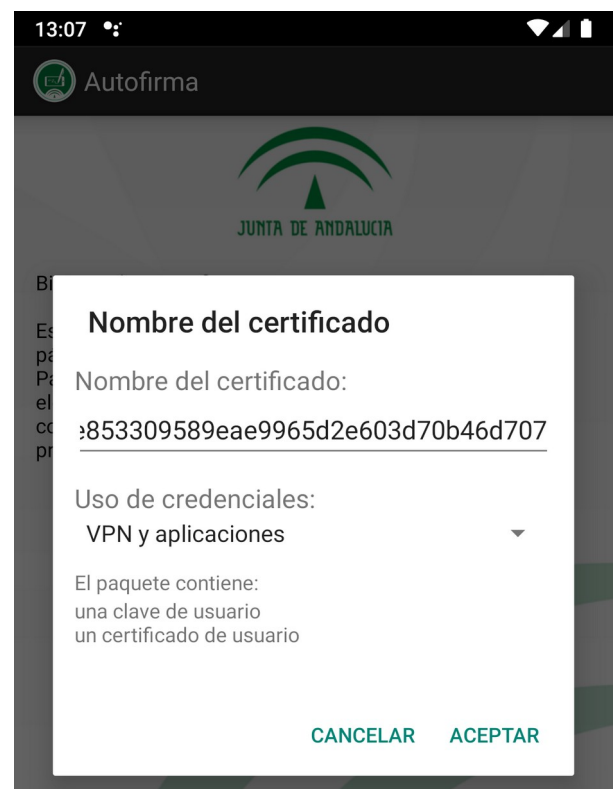 13:07
Autofirma
JUNTA DE ANDALUCIA
Nombre del certificado
Nombre del certificado:
e853309589eae9965d2e603d70b46d707
Uso de credenciales:
VPN y aplicaciones
El paquete contiene:
una clave de usuario
un certificado de usuario
CANCELAR ACEPTAR